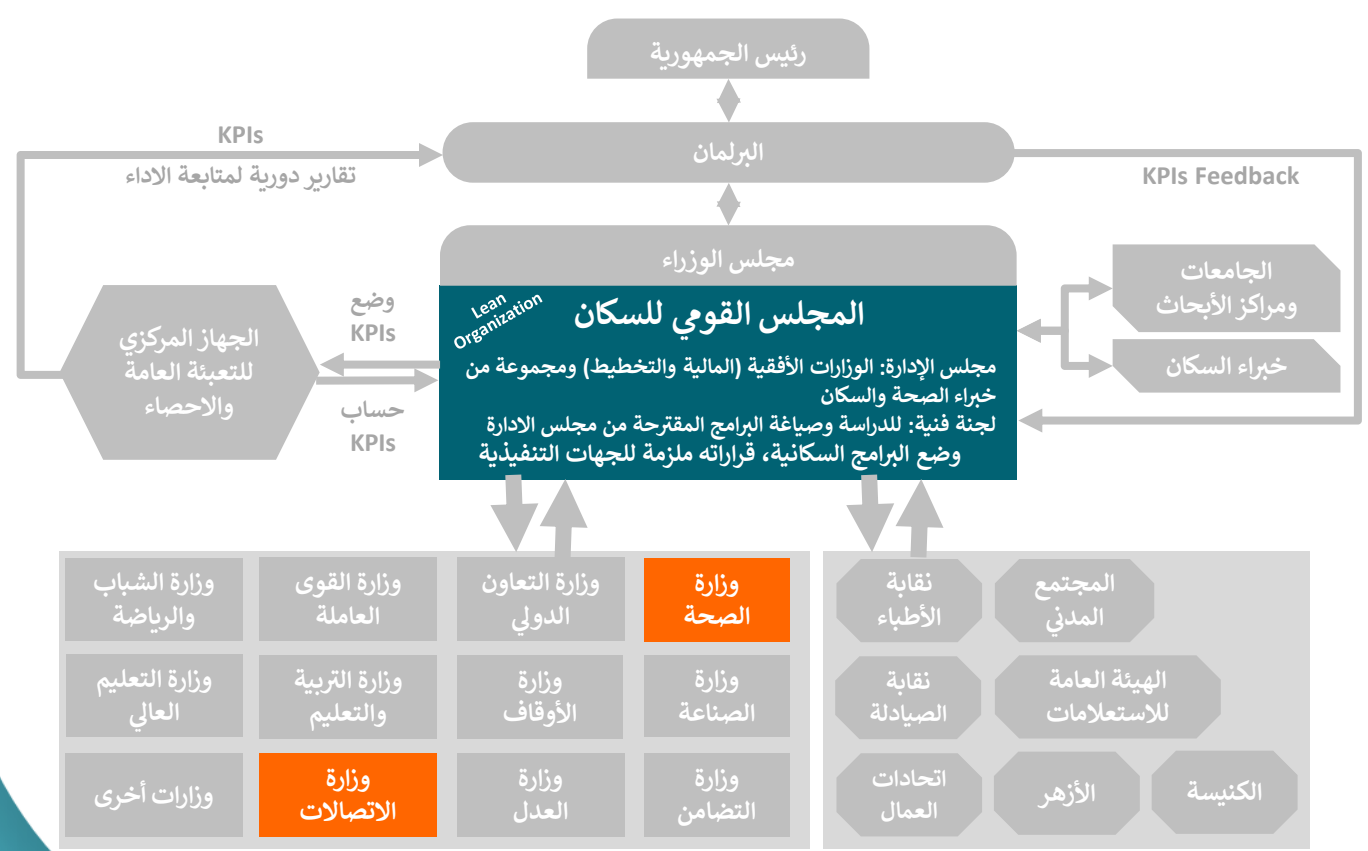 رئيس الجمهورية
البرلمان
KPIs
تقارير دورية لمتابعة الاداء
KPIs Feedback
مجلس الوزراء
Lean
Organization
المجلس القومي للسكان
مجلس الإدارة: الوزارات الأفقية (المالية والتخطيط) ومجموعة من
خبراء الصحة والسكان
لجنة فنية: للدراسة وصياغة البرامج المقترحة من مجلس الادارة
وضع البرامج السكانية، قراراته ملزمة للجهات التنفيذية
الجامعات
ومراكز الأبحاث
خبراء السكان
وضع
KPIs
حساب
KPIs
الجهاز المركزي
للتعبئة العامة
والاحصاء
المجتمع
المدني
نقابة
الأطباء
الهيئة العامة
للاستعلامات
نقابة
الصيادلة
الكنيسة
الأزهر
اتحادات
العمال
وزارة
الصحة
وزارة التعاون
الدولي
وزارة القوى
العاملة
وزارة الشباب
والرياضة
وزارة
الصناعة
وزارة
الأوقاف
وزارة التربية
والتعليم
وزارة التعليم
العالي
وزارة
التضامن
وزارة
العدل
وزارة
الاتصالات
وزارات أخرى